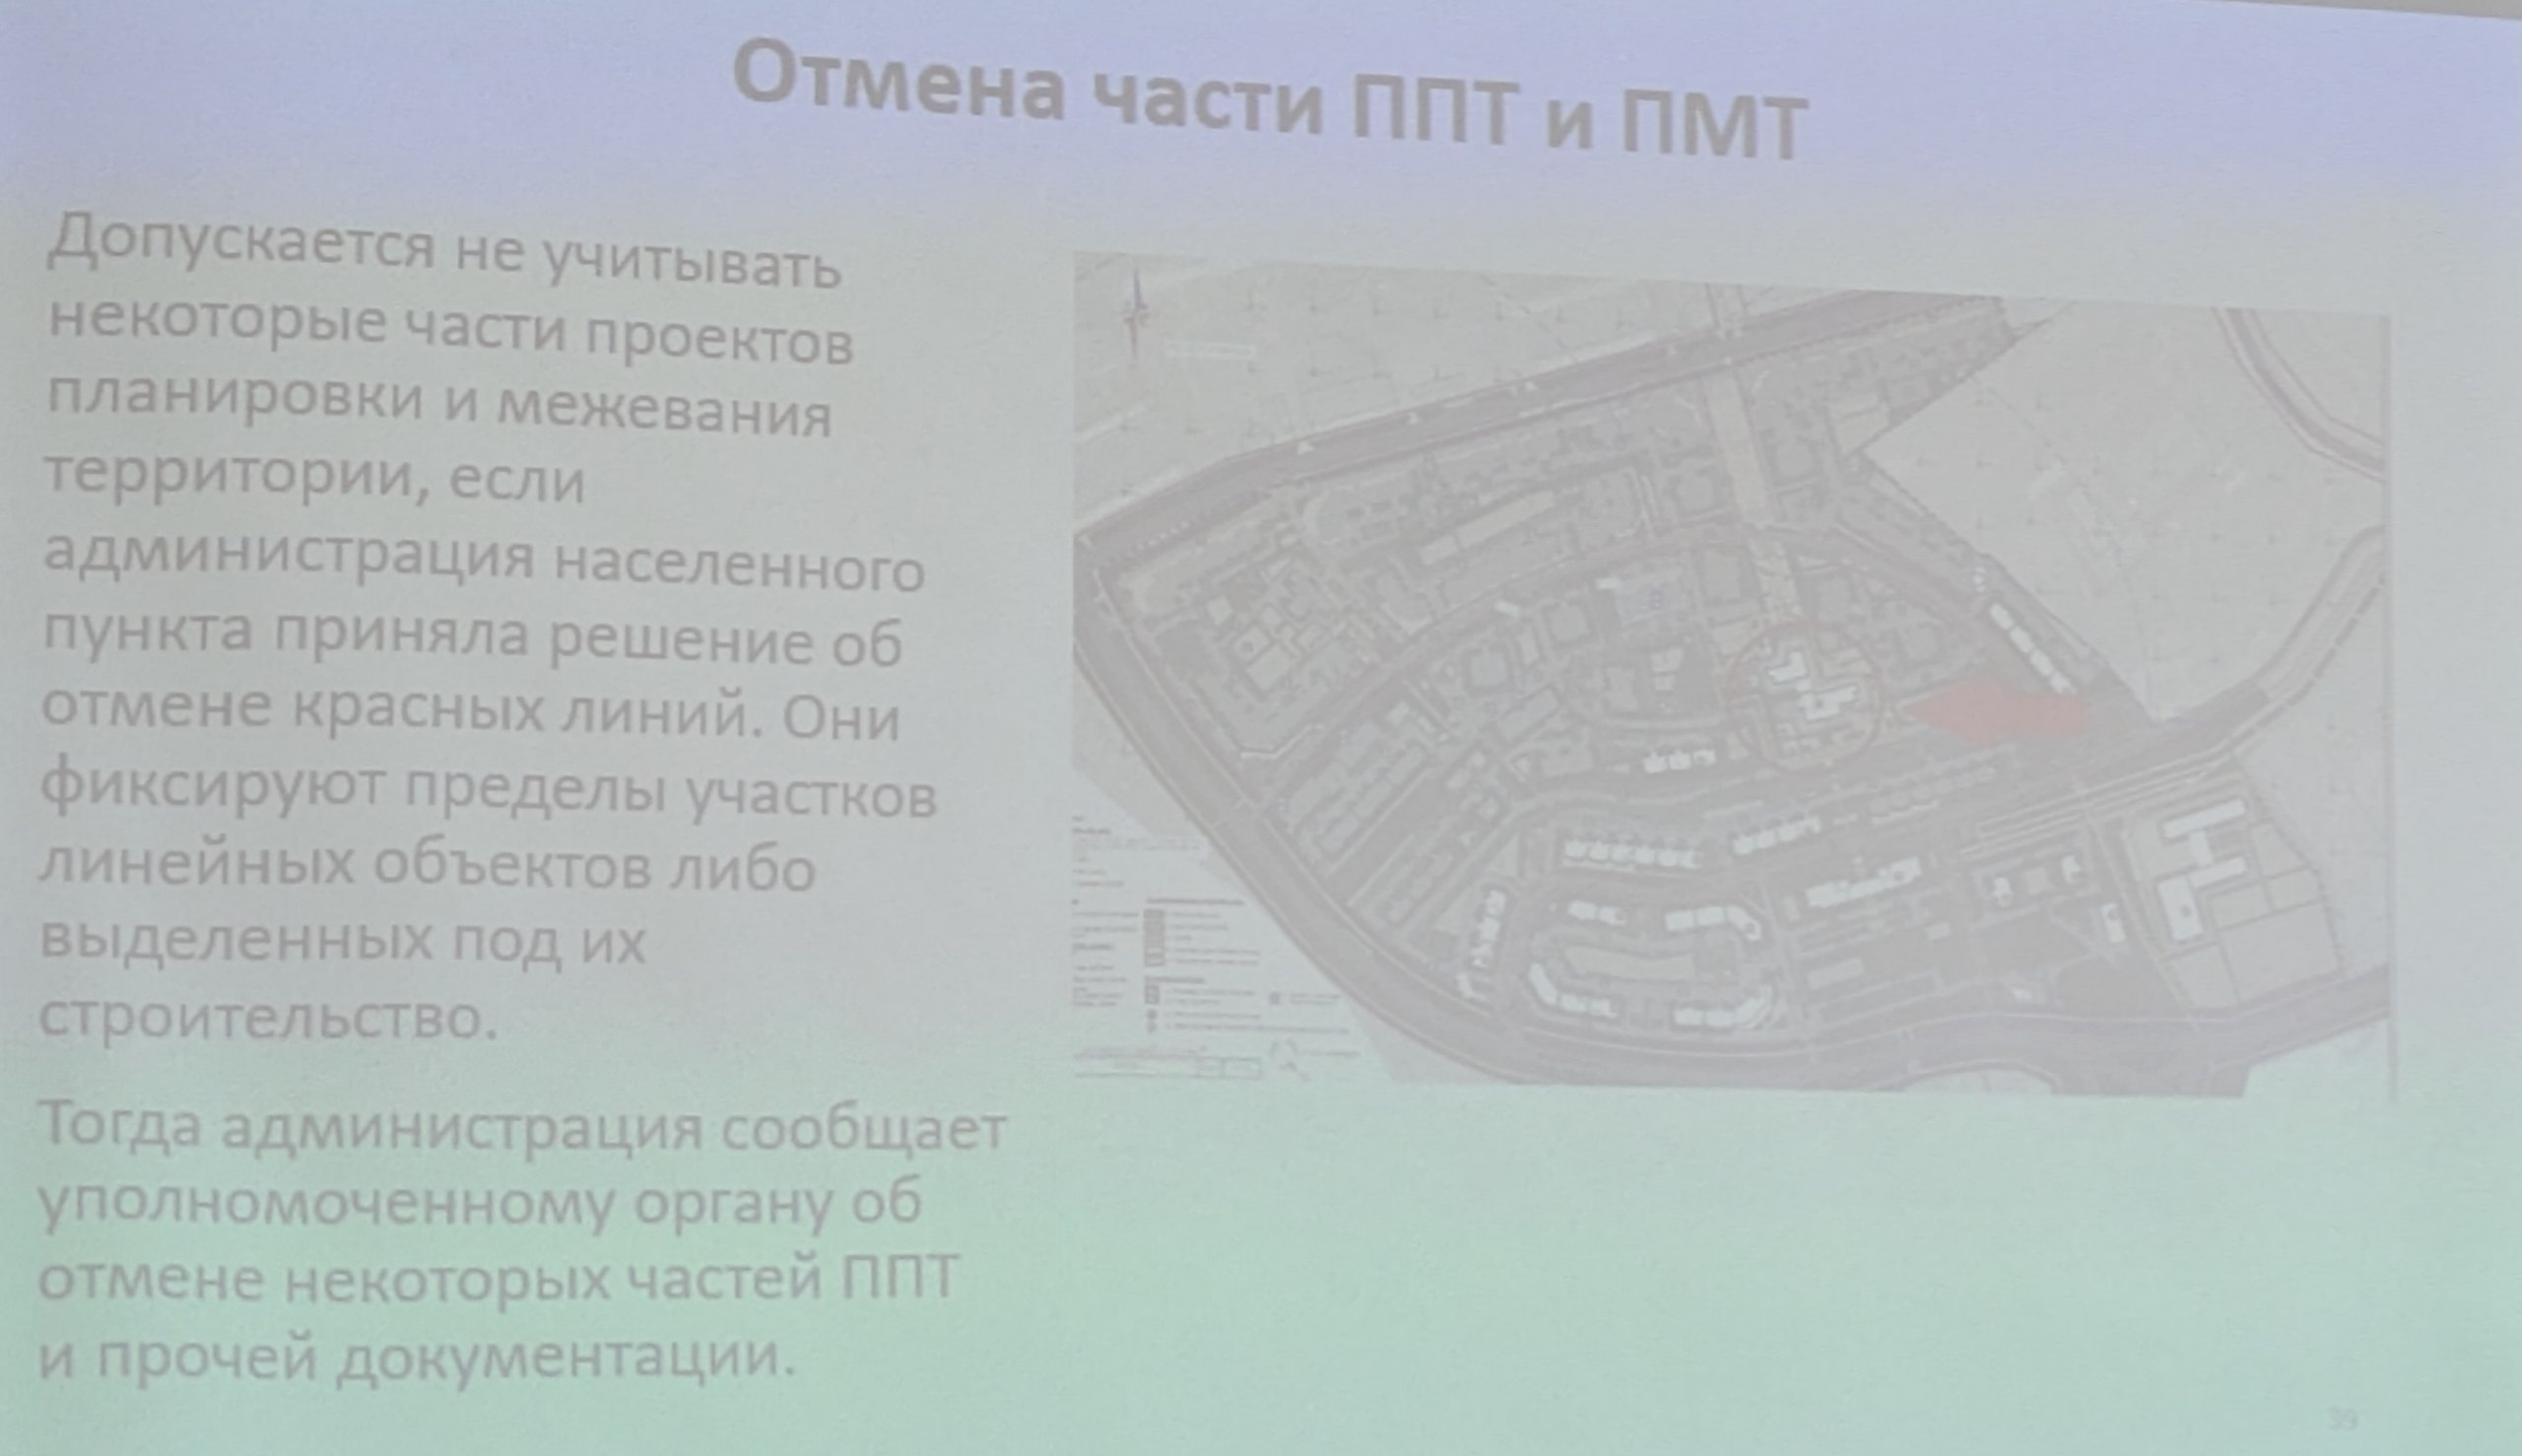 Отмена части ППТ и ПМТ
Допускается не учитывать
некоторые части проектов
планировки и межевания
территории, если
администрация населенного
пункта приняла решение об
отмене красных линий. Они
фиксируют пределы участков
линейных объектов либо
выделенных под их
строительство.
Тогда администрация сообщает
уполномоченному органу об
отмене некоторых частей ППТ
и прочей документации.
39